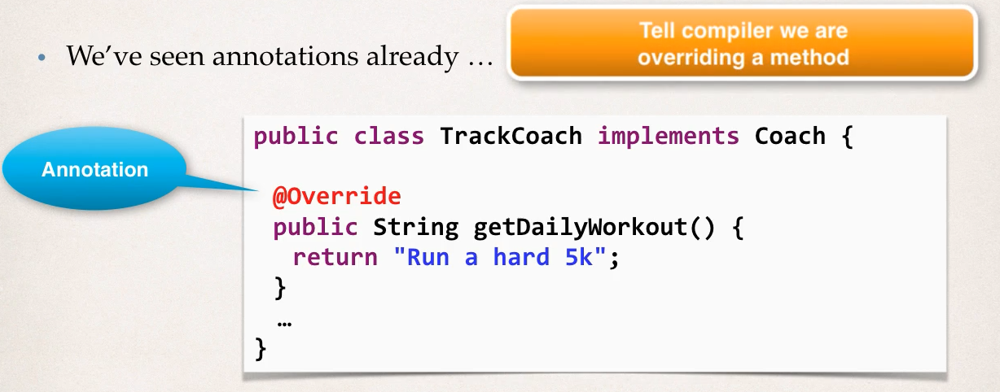 • We've seen annotations already …
Tell compiler we are
overriding a method
Annotation
public class TrackCoach implements Coach {
@Override
public String getDailyWorkout() {
return "Run a hard 5k";
}
…
}